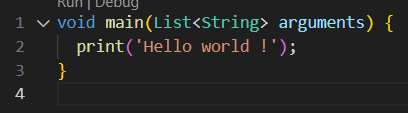 Run | Debug
1 void main(List<String> arguments) {
2 print('Hello world !');
3 }
4